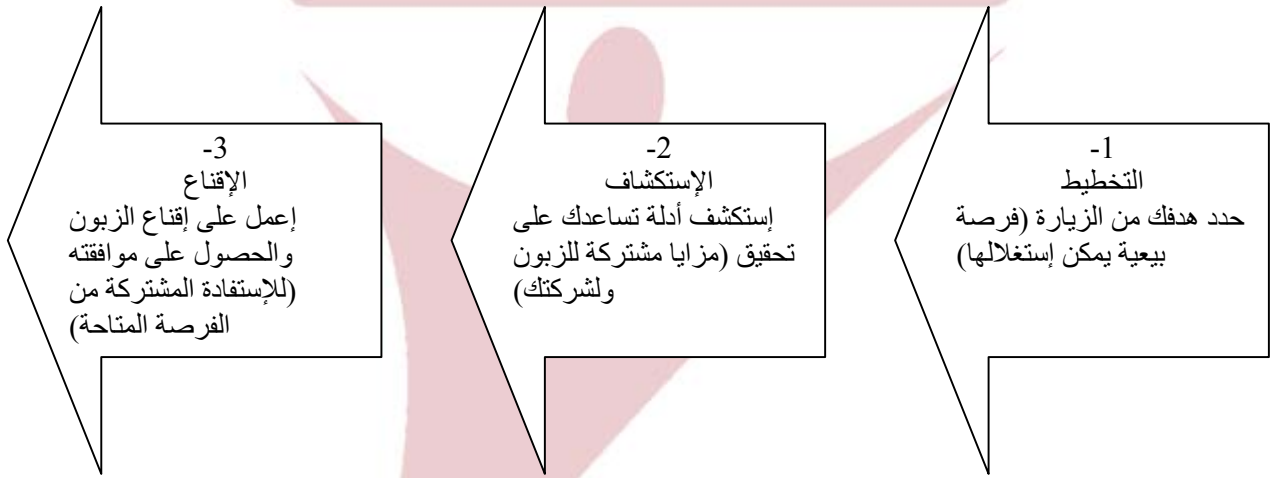 1-
التخطيط
حدد هدفك من الزيارة (فرصة
بيعية يمكن إستغلالها)
2-
الإستكشاف
إستكشف أدلة تساعدك على
تحقيق (مزايا مشتركة للزبون
ولشركتك)
3-
الإقناع
إعمل على إقناع الزبون
والحصول على موافقته
(للإستفادة المشتركة من
الفرصة المتاحة)